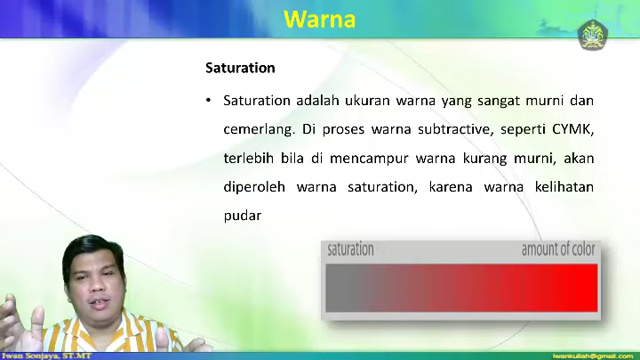 Warna
Saturation
• Saturation adalah ukuran warna yang sangat murni dan
cemerlang. Di proses warna subtractive, seperti CYMK,
terlebih bila di mencampur warna kurang murni, akan
diperoleh warna saturation, karena warna kelihatan
pudar
saturation amount of color
Iwan Sonjaya, ST.MT iwankuliah@gmail.com